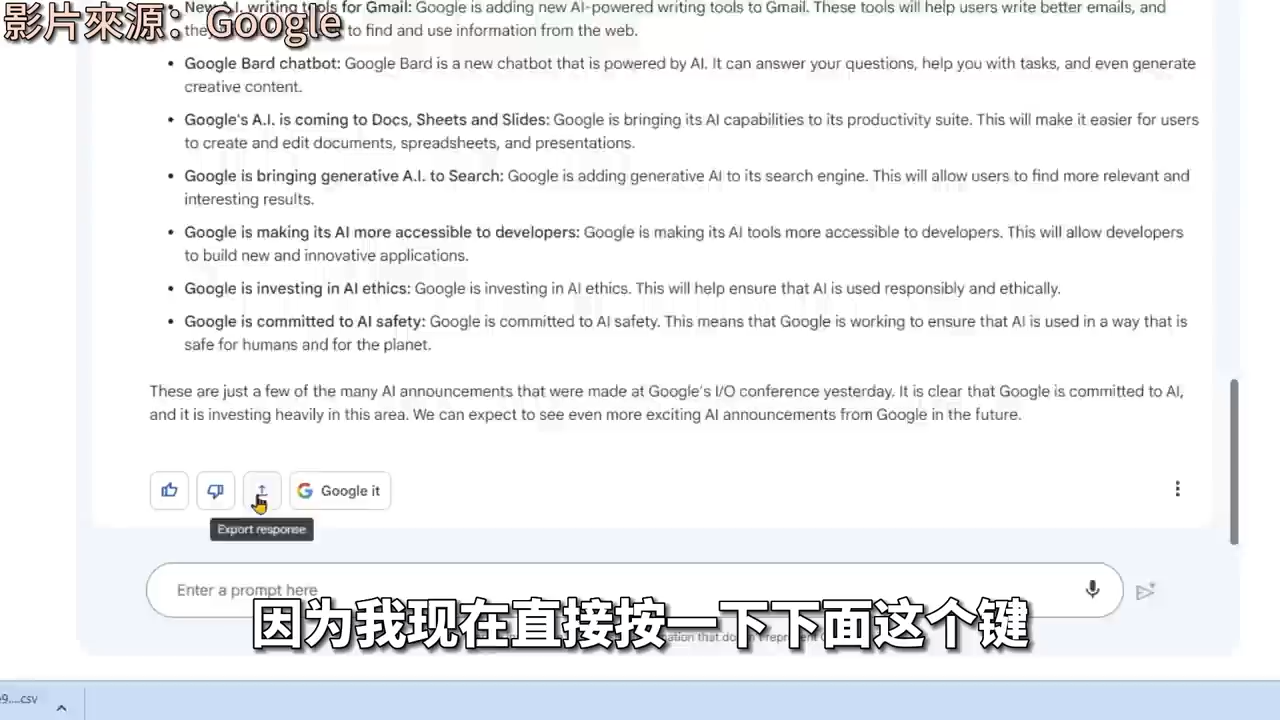 影片來源：Google
New A.I. writing tools for Gmail: Google is adding new AI-powered writing tools to Gmail. These tools will help users write better emails, and
to find and use information from the web.
Google Bard chatbot: Google Bard is a new chatbot that is powered by AI. It can answer your questions, help you with tasks, and even generate
creative content.
Google's A.I. is coming to Docs, Sheets and Slides: Google is bringing its AI capabilities to its productivity suite. This will make it easier for users
to create and edit documents, spreadsheets, and presentations.
Google is bringing generative A.I. to Search: Google is adding generative AI to its search engine. This will allow users to find more relevant and
interesting results.
Google is making its AI more accessible to developers: Google is making its AI tools more accessible to developers. This will allow developers
to build new and innovative applications.
Google is investing in AI ethics: Google is investing in AI ethics. This will help ensure that AI is used responsibly and ethically.
Google is committed to AI safety: Google is committed to AI safety. This means that Google is working to ensure that AI is used in a way that is
safe for humans and for the planet.
These are just a few of the many AI announcements that were made at Google's I/O conference yesterday. It is clear that Google is committed to AI,
and it is investing heavily in this area. We can expect to see even more exciting AI announcements from Google in the future.
Google it
Export response
Enter a prompt here
因为我现在直接按一下下面这个键
9....csv